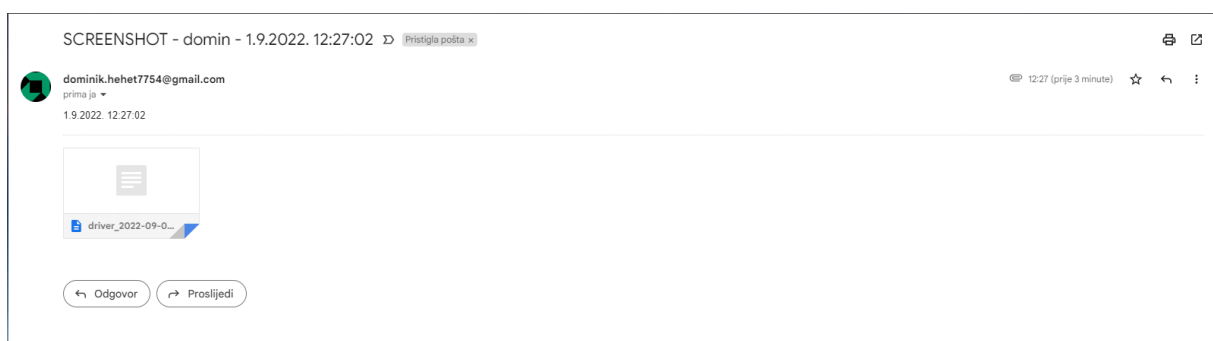 SCREENSHOT - domin - 1.9.2022. 12:27:02 Pristigla pošta x
dominik.hehet7754@gmail.com 12:27 (prije 3 minute)
prima ja
1.9.2022. 12:27:02
driver_2022-09-0...
Odgovor Proslijedi